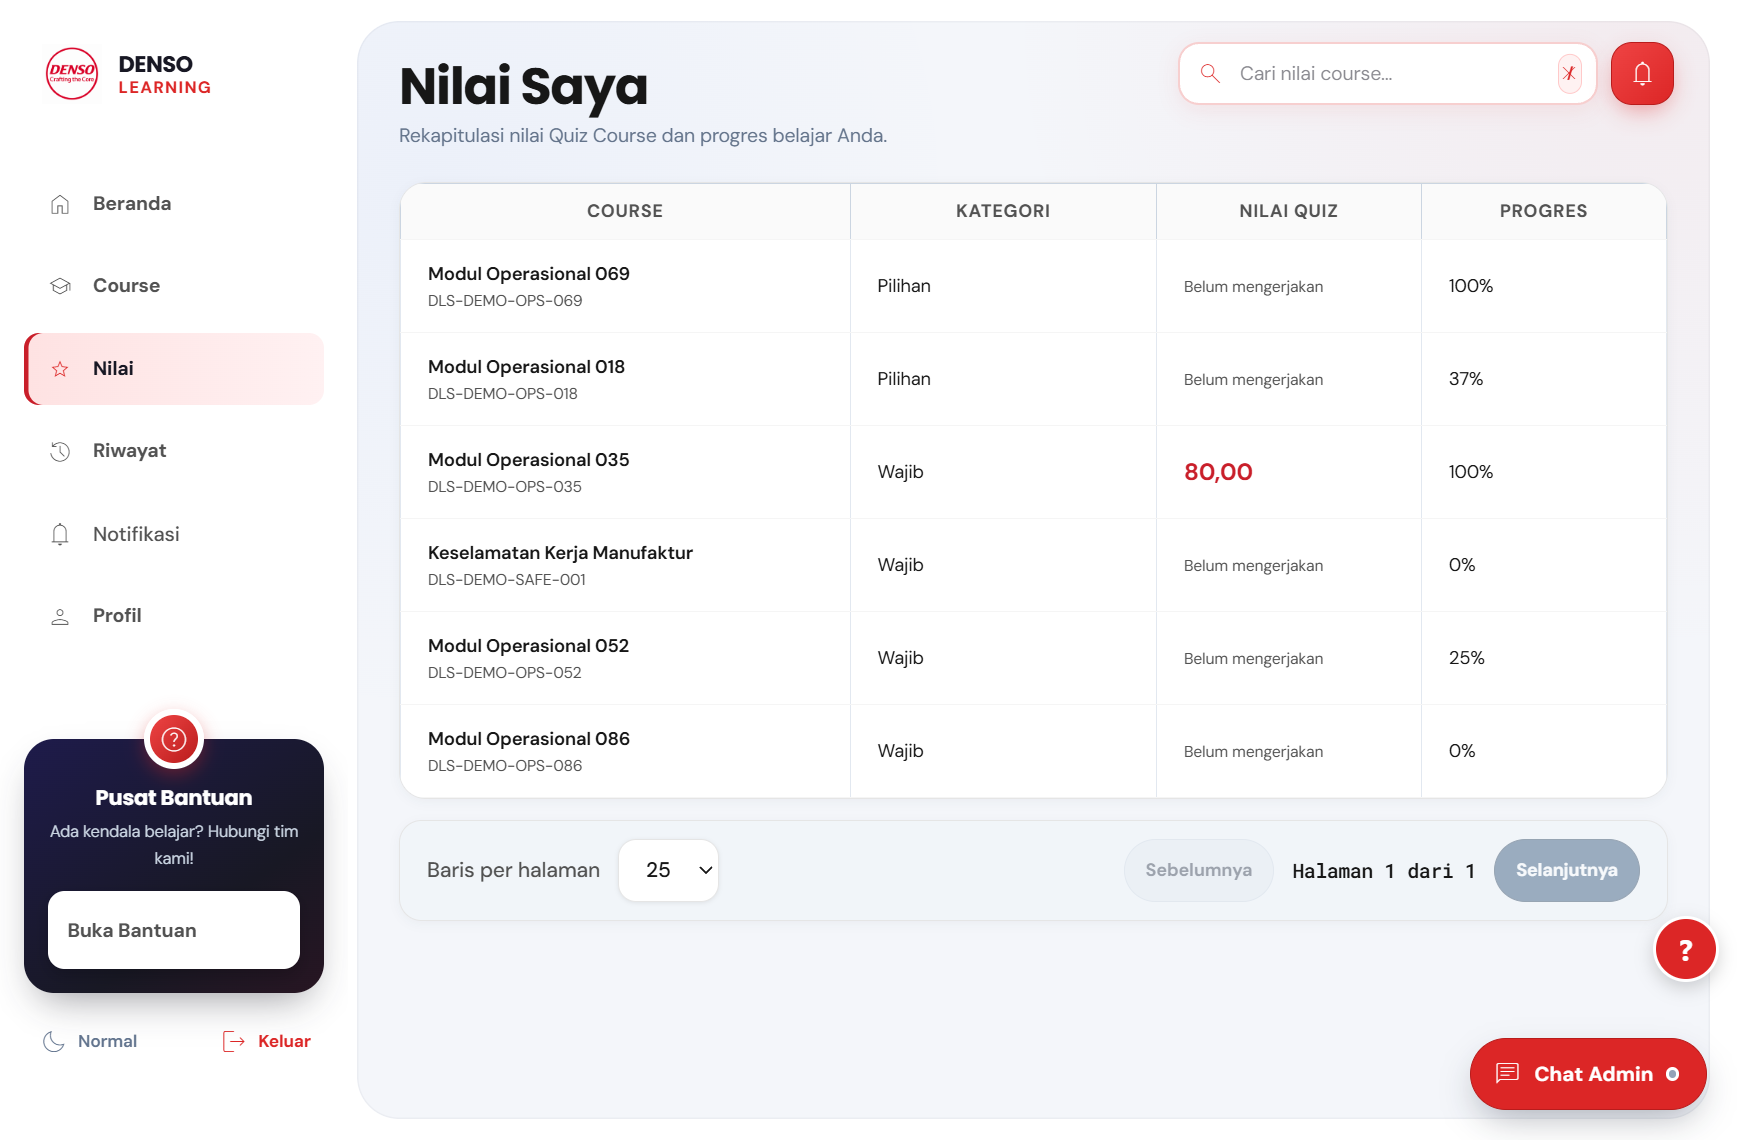 DENSO
Crafting the Core
DENSO
LEARNING
Beranda
Course
Nilai
Riwayat
Notifikasi
Profil
?
Pusat Bantuan
Ada kendala belajar? Hubungi tim
kami!
Buka Bantuan
Normal
Keluar
Nilai Saya
Rekapitulasi nilai Quiz Course dan progres belajar Anda.
Cari nilai course...
COURSE KATEGORI NILAI QUIZ PROGRES
Modul Operasional 069
DLS-DEMO-OPS-069
Pilihan
Belum mengerjakan
100%
Modul Operasional 018
DLS-DEMO-OPS-018
Pilihan
Belum mengerjakan
37%
Modul Operasional 035
DLS-DEMO-OPS-035
Wajib
80,00
100%
Keselamatan Kerja Manufaktur
DLS-DEMO-SAFE-001
Wajib
Belum mengerjakan
0%
Modul Operasional 052
DLS-DEMO-OPS-052
Wajib
Belum mengerjakan
25%
Modul Operasional 086
DLS-DEMO-OPS-086
Wajib
Belum mengerjakan
0%
Baris per halaman 25
Sebelumnya
Halaman 1 dari 1
Selanjutnya
?
Chat Admin